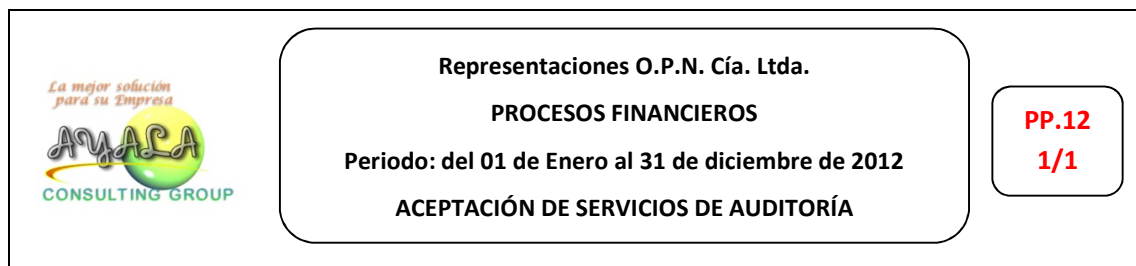 La mejor solución
para su Empresa
AYALA
CONSULTING GROUP
Representaciones O.P.N. Cía. Ltda.
PROCESOS FINANCIEROS
Periodo: del 01 de Enero al 31 de diciembre de 2012
ACEPTACIÓN DE SERVICIOS DE AUDITORÍA
PP.12
1/1